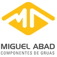 MIGUEL ABAD
COMPONENTES DE GRUAS